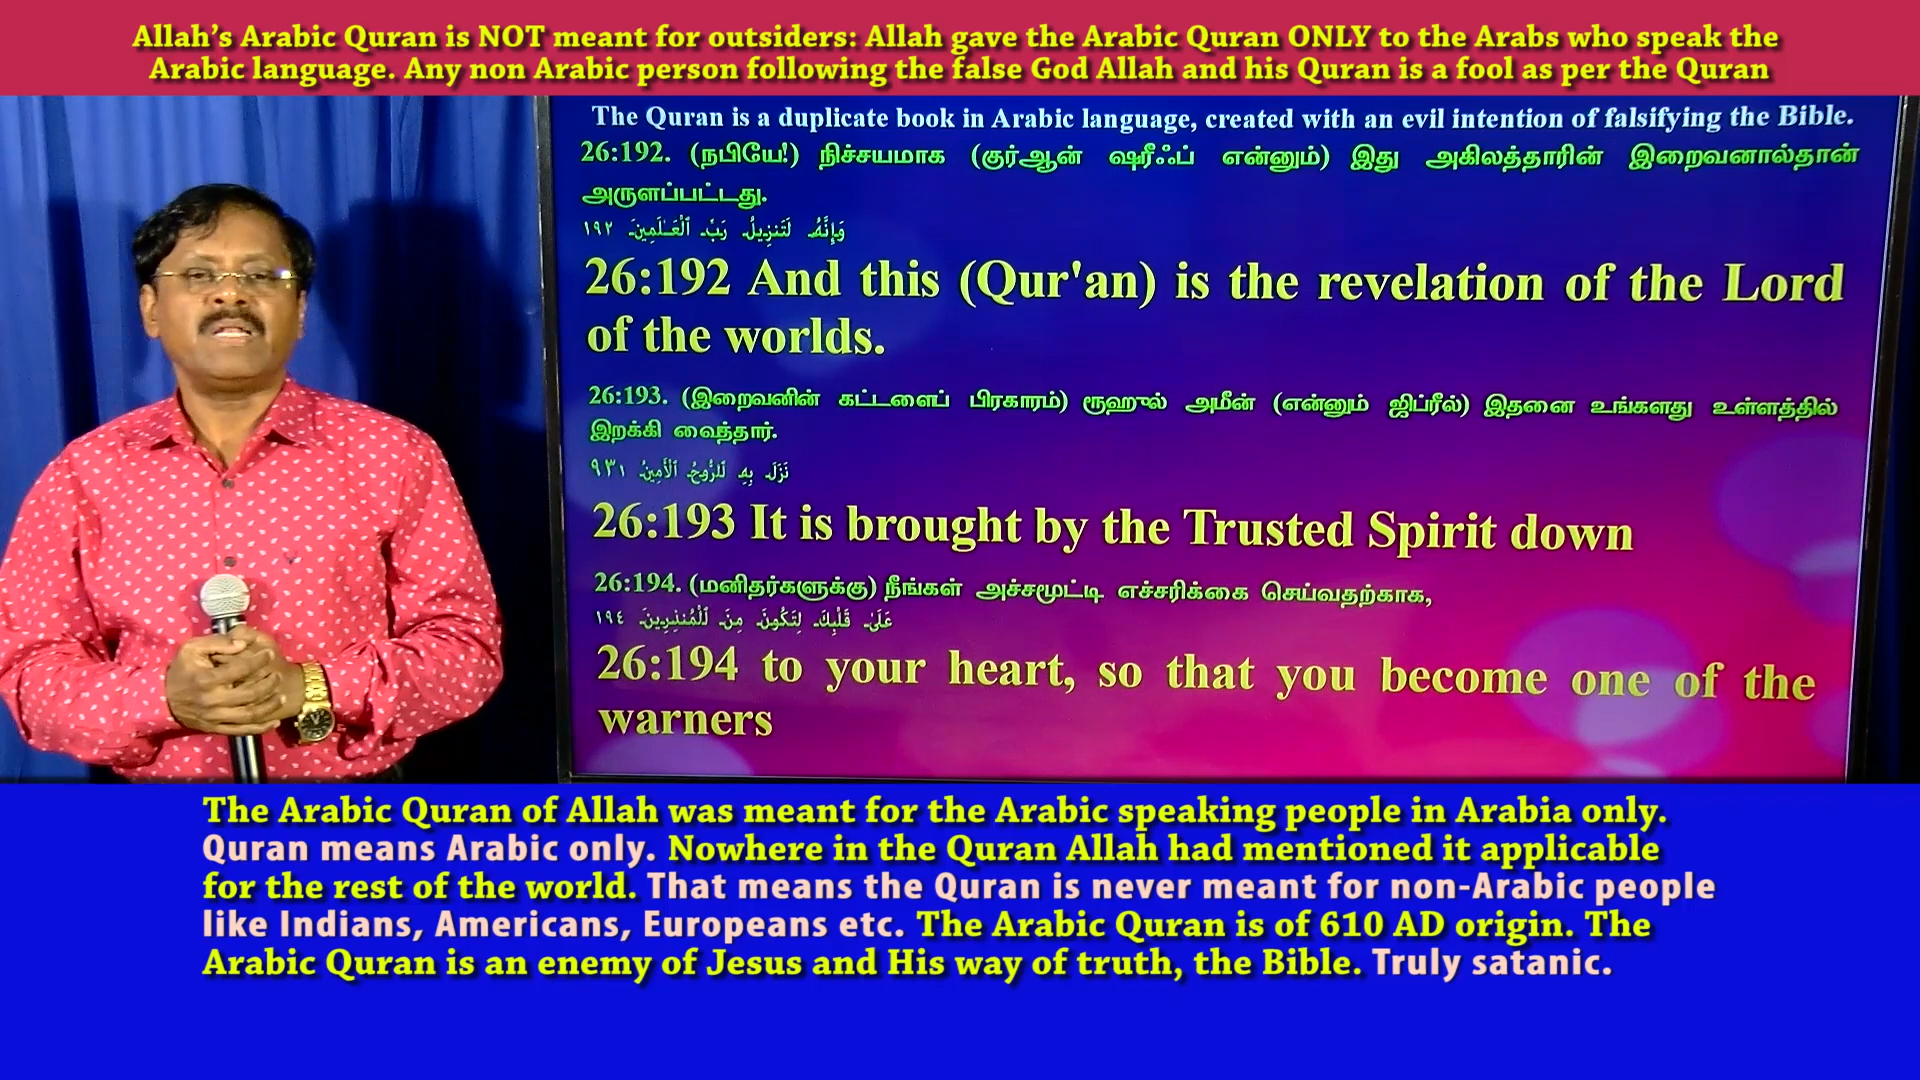 Allah’s Arabic Quran is NOT meant for outsiders: Allah gave the Arabic Quran ONLY to the Arabs who speak the
Arabic language. Any non Arabic person following the false God Allah and his Quran is a fool as per the Quran
The Quran is a duplicate book in Arabic language, created with an evil intention of falsifying the Bible.
26:192. (நபியே!) நிச்சயமாக (குர்ஆன் ஷரீஃப் என்னும்) இது அகிலத்தாரின் இறைவனால்தான்
அருளப்பட்டது.
وَإِنَّهُۥ لَتَنزِيلُ رَبِّ ٱلْعَـٰلَمِينَ ١٩٢
26:192 And this (Qur'an) is the revelation of the Lord
of the worlds.
26:193. (இறைவனின் கட்டளைப் பிரகாரம்) ரூஹுல் அமீன் (என்னும் ஜிப்ரீல்) இதனை உங்களது உள்ளத்தில்
இறக்கி வைத்தார்.
نَزَلَ بِهِ ٱلرُّوحُ ٱلْأَمِينُ ٩٣١
26:193 It is brought by the Trusted Spirit down
26:194. (மனிதர்களுக்கு) நீங்கள் அச்சமூட்டி எச்சரிக்கை செய்வதற்காக,
عَلَىٰ قَلْبِكَ لِتَكُونَ مِنَ ٱلْمُنذِرِينَ ١٩٤
26:194 to your heart, so that you become one of the
warners
The Arabic Quran of Allah was meant for the Arabic speaking people in Arabia only.
Quran means Arabic only. Nowhere in the Quran Allah had mentioned it applicable
for the rest of the world. That means the Quran is never meant for non-Arabic people
like Indians, Americans, Europeans etc. The Arabic Quran is of 610 AD origin. The
Arabic Quran is an enemy of Jesus and His way of truth, the Bible. Truly satanic.